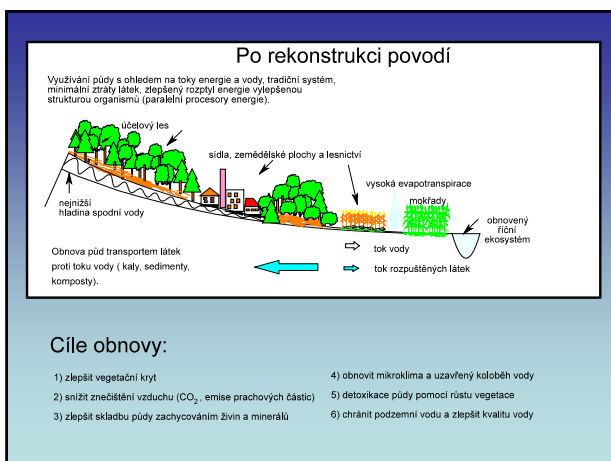 Po rekonstrukci povodí
Využívání půdy s ohledem na toky energie a vody, tradiční systém,
minimální ztráty látek, zlepšený rozptyl energie vylepšenou
strukturou organismů (paralelní procesory energie).
účelový les
sídla, zemědělské plochy a lesnictví
vysoká evapotranspirace
mokřady
nejnižší
hladina spodní vody
obnovený
říční
ekosystém
tok vody
Obnova půd transportem látek
proti toku vody ( kaly, sedimenty,
komposty).
tok rozpuštěných látek
Cíle obnovy:
1) zlepšit vegetační kryt
2) snížit znečištění vzduchu (CO2, emise prachových částic)
3) zlepšit skladbu půdy zachycováním živin a minerálů
4) obnovit mikroklima a uzavřený koloběh vody
5) detoxikace půdy pomocí růstu vegetace
6) chránit podzemní vodu a zlepšit kvalitu vody